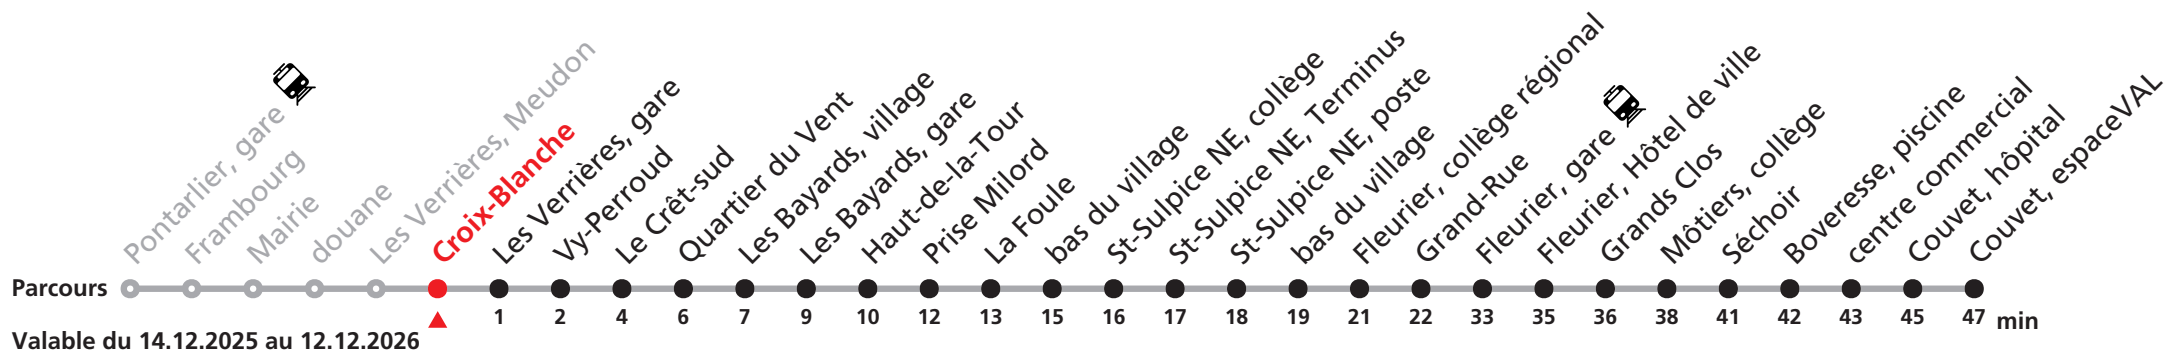 Pontarlier, gare
Frambourg
Mairie
douane
Les Verrières, Meudon
Croix-Blanche
Les Verrières, gare
Vy-Perroud
Le Crêt-sud
Quartier du Vent
Les Bayards, village
Les Bayards, gare
Haut-de-la-Tour
Prise Milord
La Foule
bas du village
St-Sulpice NE, collège
St-Sulpice NE, Terminus
St-Sulpice NE, poste
bas du village
Fleurier, collège régional
Grand-Rue
Fleurier, gare
Fleurier, Hôtel de ville
Grands Clos
Môtiers, collège
Séchoir
Boveresse, piscine
centre commercial
Couvet, hôpital
Couvet, espaceVAL
Parcours
1 2 4 6 7 9 10 12 13 15 16 17 18 19 21 22 33 35 36 38 41 42 43 45 47 min
Valable du 14.12.2025 au 12.12.2026